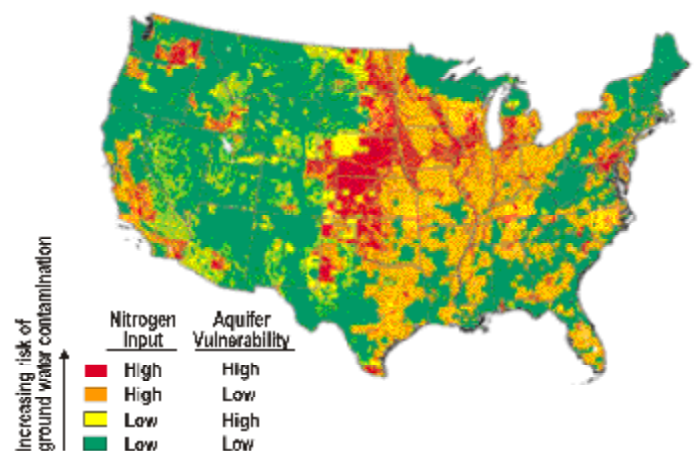 Increasing risk of
ground water contamination
Nitrogen Aquifer
Input Vulnerability
High High
High Low
Low High
Low Low